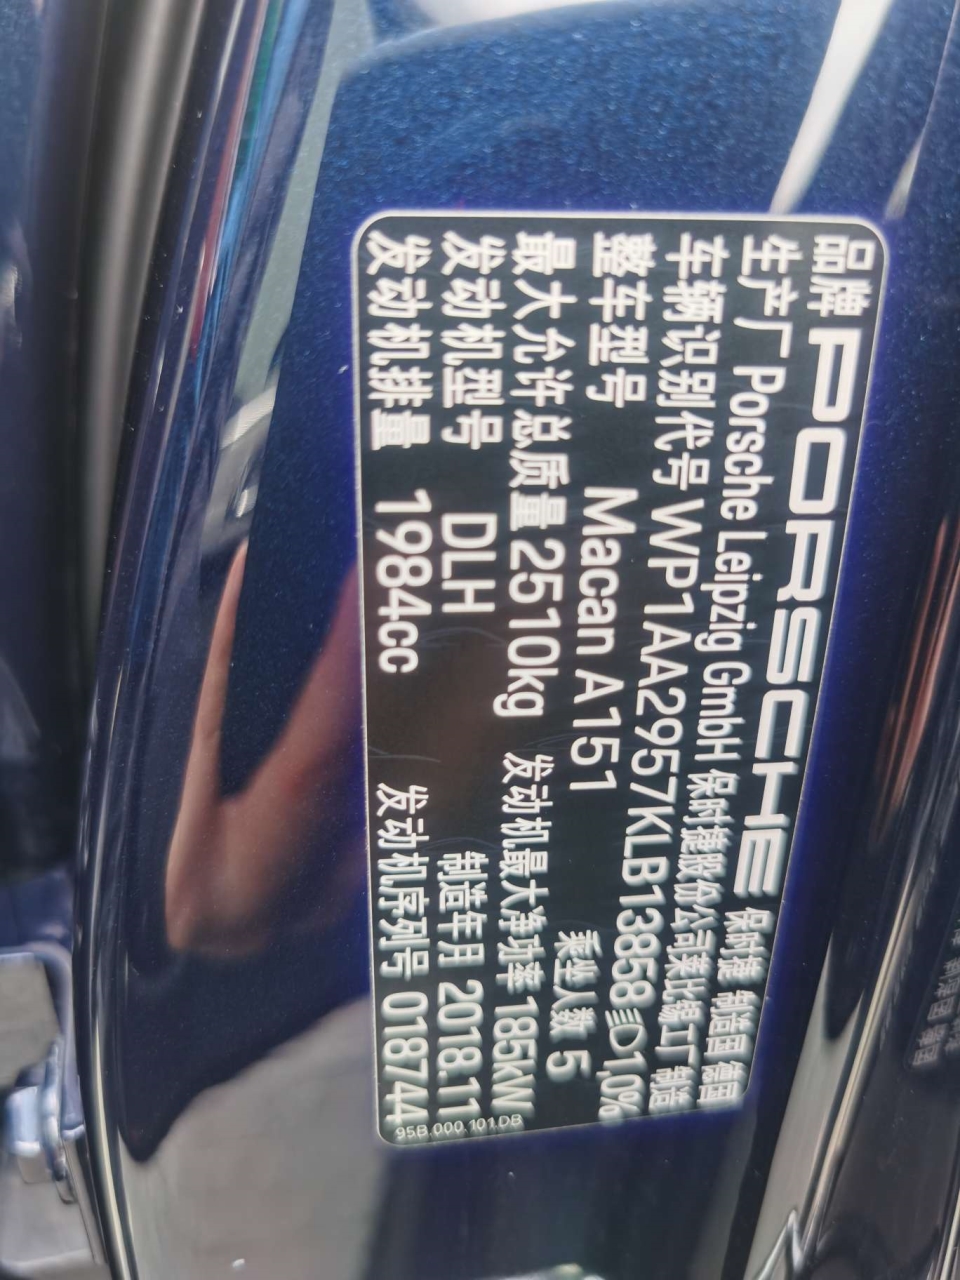 品牌 PORSCHE 保时捷 制造国 德国
生产厂 Porsche Leipzig GmbH 保时捷股份公司莱比锡工厂 制造
车辆识别代号 WP1AA2957KLB13858 1,0%
整车型号 Macan A151 乘坐人数 5
最大允许总质量 2510kg 发动机最大净功率 185KW
发动机型号 DLH 制造年月 2018.11
发动机排量 1984cc 发动机序列号 018744
95B.000.101.DB